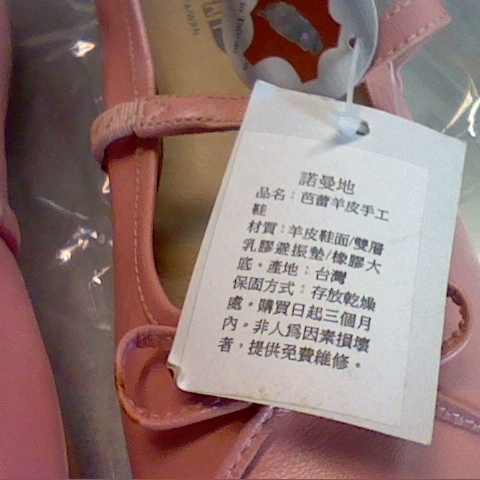 TAIWAN
諾曼地
品名：芭蕾羊皮手工
鞋
材質：羊皮鞋面/雙層
乳膠避振墊/橡膠大
底。產地：台灣
保固方式：存放乾燥
處。購買日起三個月
內。非人為因素損壞
者，提供免費維修。